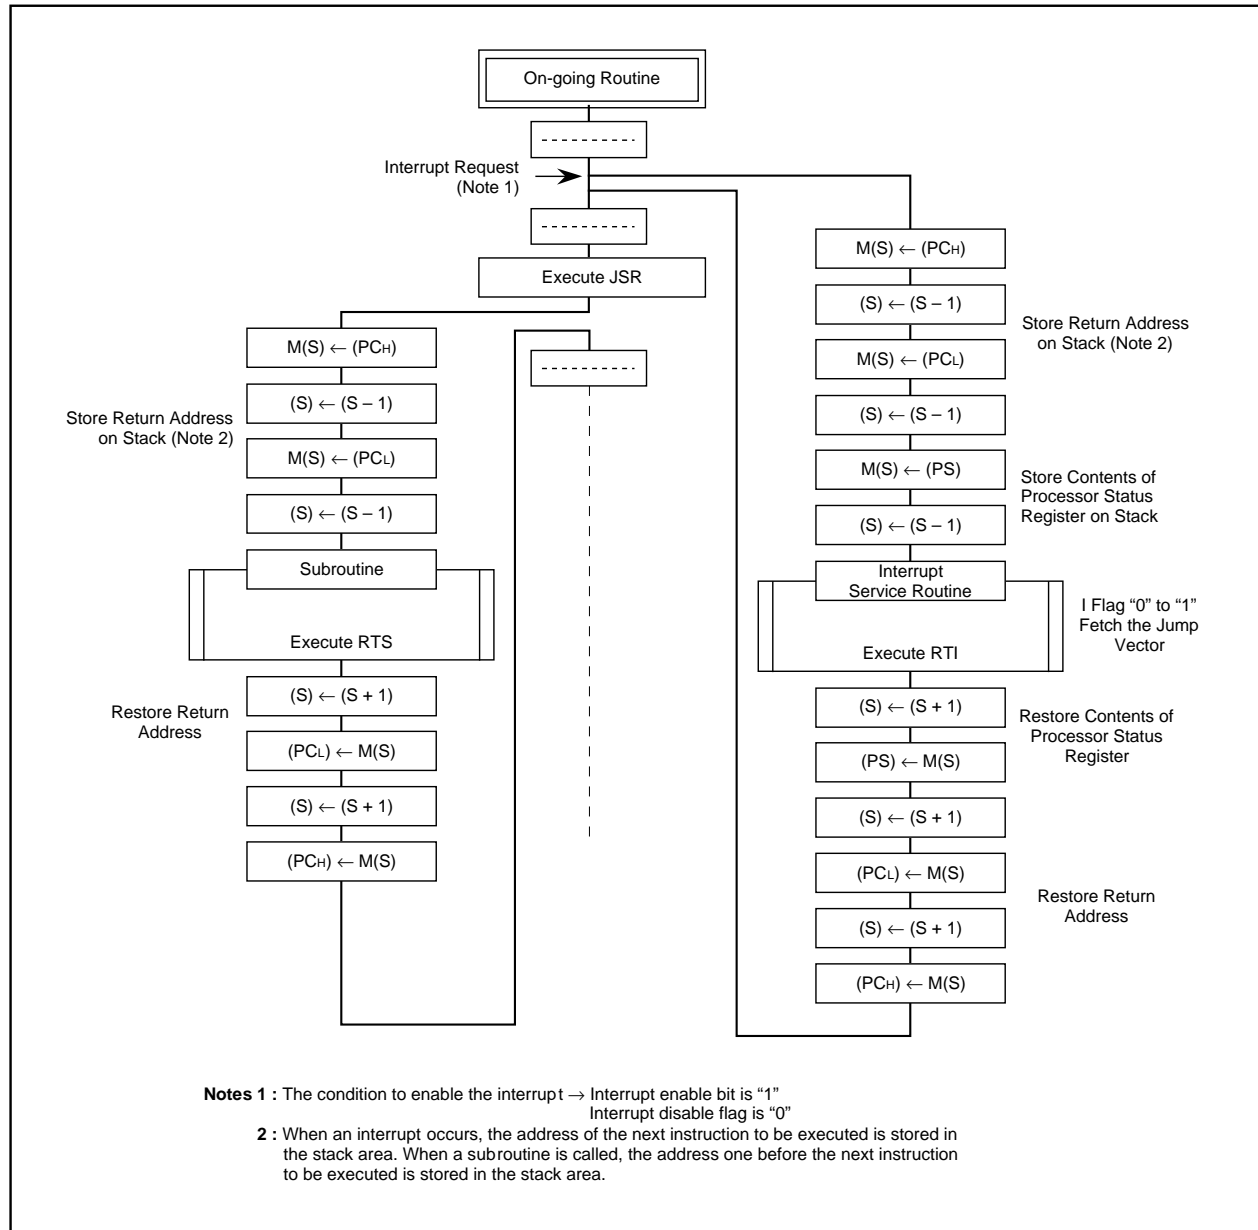 On-going Routine
Interrupt Request
(Note 1)
Execute JSR
M(S) ← (PCH)
(S) ← (S – 1)
Store Return Address
on Stack (Note 2)
M(S) ← (PCL)
(S) ← (S – 1)
Subroutine
Execute RTS
(S) ← (S + 1)
Restore Return
Address
(PCL) ← M(S)
(S) ← (S + 1)
(PCH) ← M(S)
M(S) ← (PCH)
(S) ← (S – 1)
Store Return Address
on Stack (Note 2)
M(S) ← (PCL)
(S) ← (S – 1)
M(S) ← (PS)
Store Contents of
Processor Status
Register on Stack
(S) ← (S – 1)
Interrupt
Service Routine
I Flag “0” to “1”
Fetch the Jump
Vector
Execute RTI
(S) ← (S + 1)
Restore Contents of
Processor Status
Register
(PS) ← M(S)
(S) ← (S + 1)
(PCL) ← M(S)
Restore Return
Address
(S) ← (S + 1)
(PCH) ← M(S)
Notes 1 : The condition to enable the interrupt → Interrupt enable bit is “1”
Interrupt disable flag is “0”
2 : When an interrupt occurs, the address of the next instruction to be executed is stored in
the stack area. When a subroutine is called, the address one before the next instruction
to be executed is stored in the stack area.